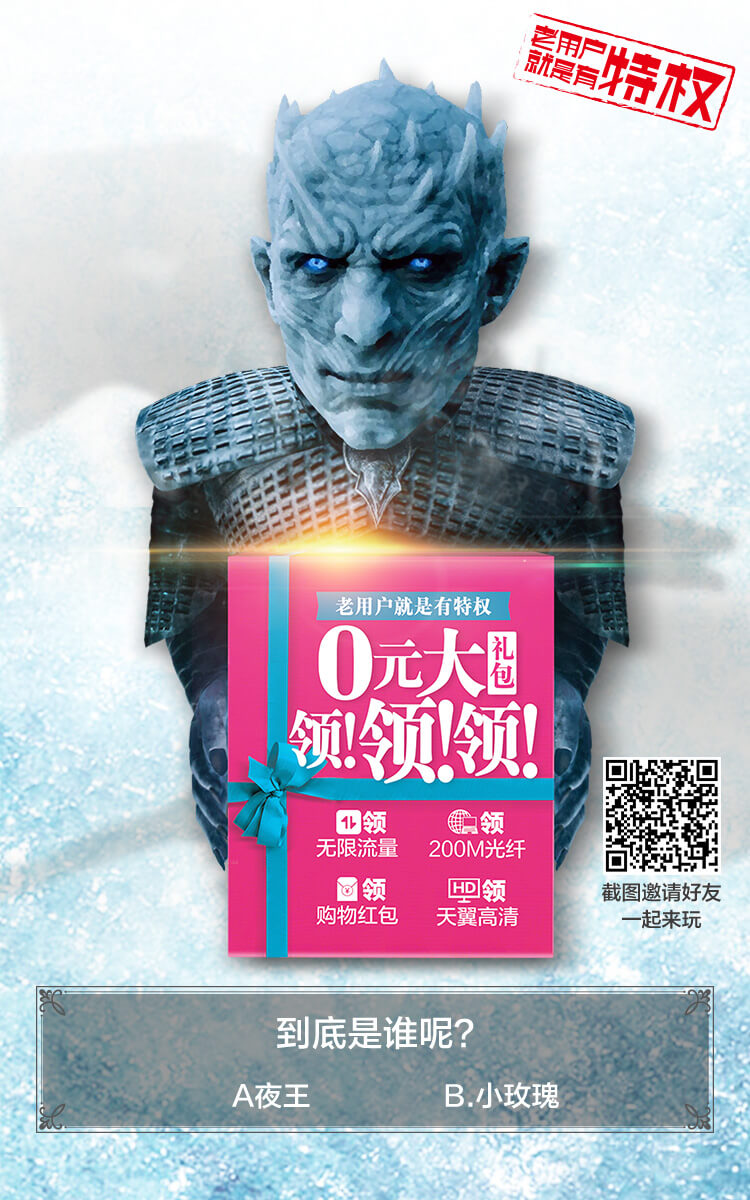 老用户
就是有特权
老用户就是有特权
0元大礼包
领!领!领!
领 领
无限流量 200M光纤
领 HD领
购物红包 天翼高清
截图邀请好友
一起来玩
到底是谁呢?
A夜王 B.小玫瑰